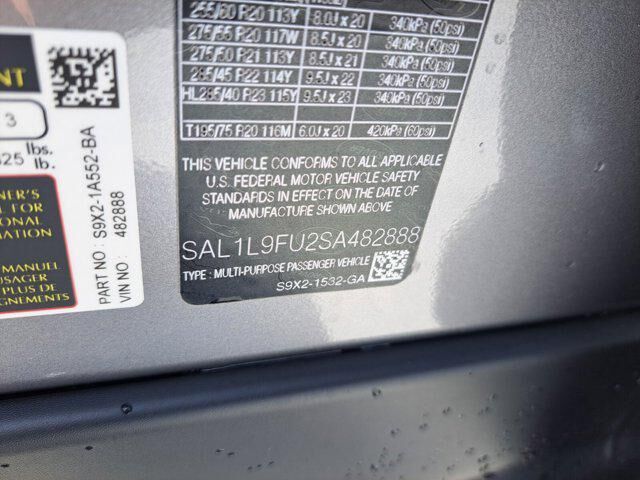 255/60 R20 113Y 8.0J x 20 340kPa (50psi)
275/55 R20 117W 8.5J x 20 340kPa (50psi)
275/50 R21 113Y 8.5J x 21 340kPa (50psi)
285/45 R22 114Y 9.5J x 22 340kPa (50psi)
HL285/40 R23 115Y 9.5J x 23 340kPa (50psi)
T195/75 R20 116M 6.0J x 20 420kPa (60psi)
THIS VEHICLE CONFORMS TO ALL APPLICABLE
U.S. FEDERAL MOTOR VEHICLE SAFETY
STANDARDS IN EFFECT ON THE DATE OF
MANUFACTURE SHOWN ABOVE
SAL1L9FU2SA482888
TYPE : MULTI-PURPOSE PASSENGER VEHICLE
S9X2-1532-GA
3
lbs.
lb.
MANUEL
PLUS DE
PART NO : S9X2-1A552-BA
VIN NO : 482888